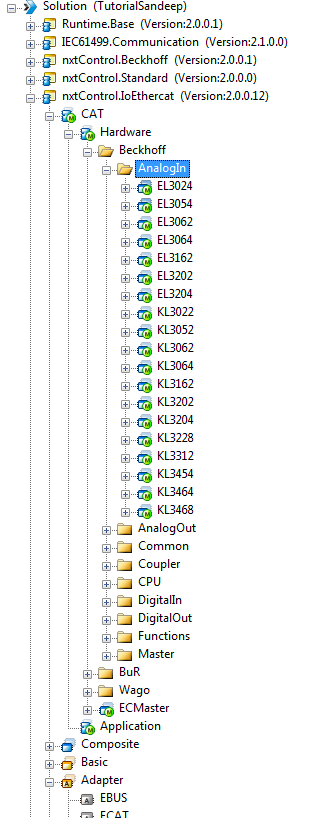 Solution (TutorialSandeep)
Runtime.Base (Version:2.0.0.1)
IEC61499.Communication (Version:2.1.0.0)
nxtControl.Beckhoff (Version:2.0.0.1)
nxtControl.Standard (Version:2.0.0.0)
nxtControl.IoEthercat (Version:2.0.0.12)
CAT
Hardware
Beckhoff
AnalogIn
EL3024
EL3054
EL3062
EL3064
EL3162
EL3202
EL3204
KL3022
KL3052
KL3062
KL3064
KL3162
KL3202
KL3204
KL3228
KL3312
KL3454
KL3464
KL3468
AnalogOut
Common
Coupler
CPU
DigitalIn
DigitalOut
Functions
Master
BuR
Wago
ECMaster
Application
Composite
Basic
Adapter
EBUS
ECAT